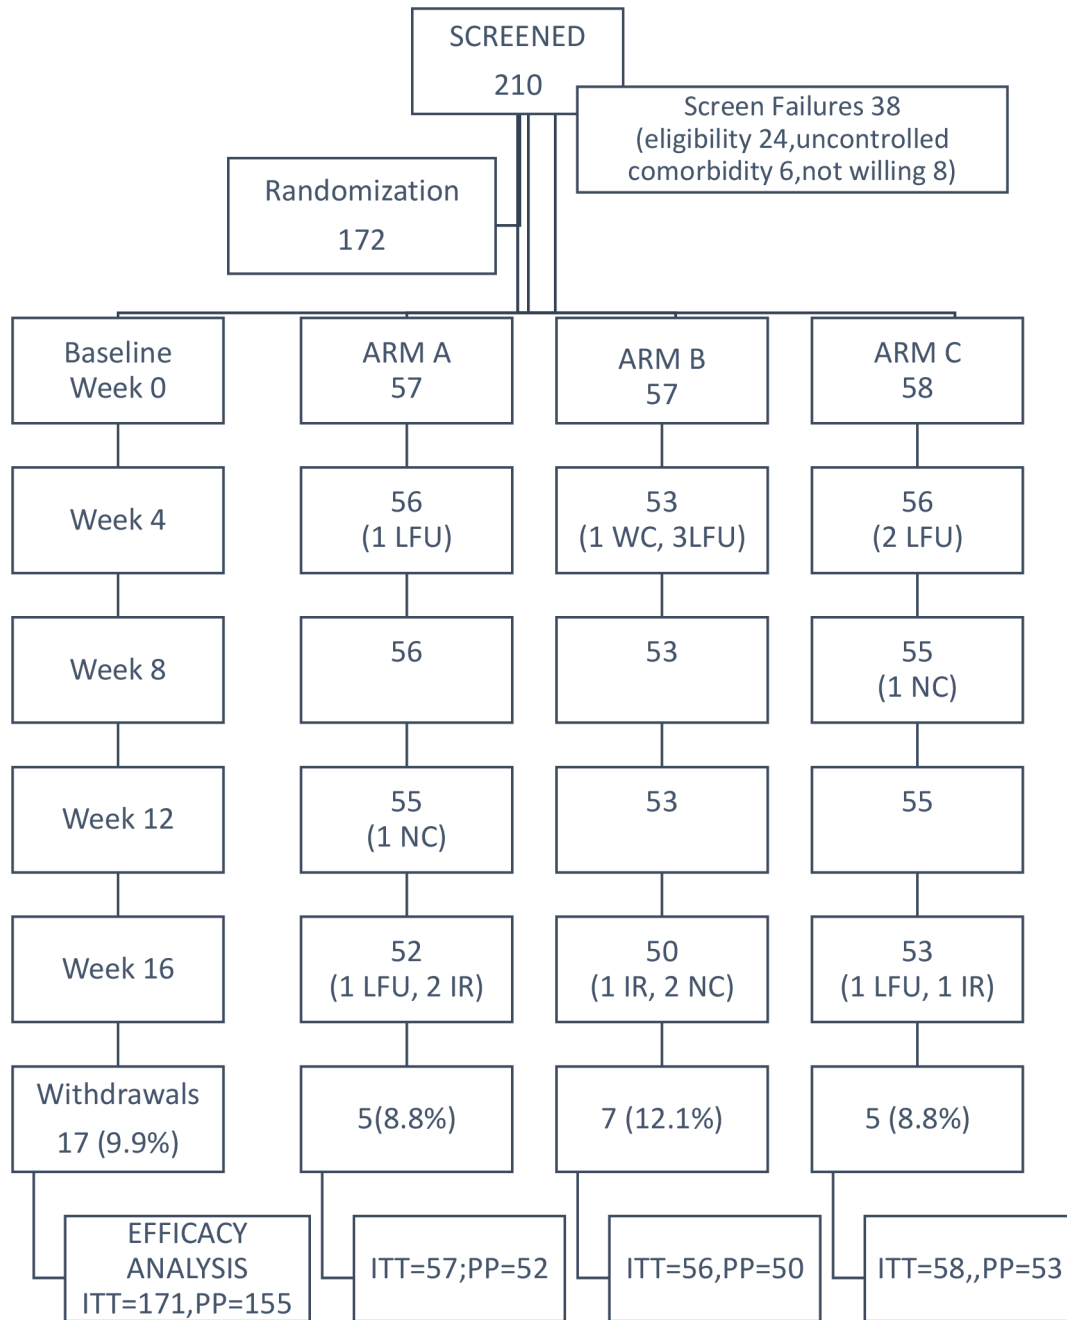 SCREENED
210
Screen Failures 38
(eligibility 24,uncontrolled
comorbidity 6,not willing 8)
Randomization
172
Baseline
Week 0
ARM A
57
ARM B
57
ARM C
58
Week 4
56
(1 LFU)
53
(1 WC, 3LFU)
56
(2 LFU)
Week 8
56
53
55
(1 NC)
Week 12
55
(1 NC)
53
55
Week 16
52
(1 LFU, 2 IR)
50
(1 IR, 2 NC)
53
(1 LFU, 1 IR)
Withdrawals
17 (9.9%)
5(8.8%)
7 (12.1%)
5 (8.8%)
EFFICACY
ANALYSIS
ITT=171,PP=155
ITT=57;PP=52
ITT=56,PP=50
ITT=58,,PP=53